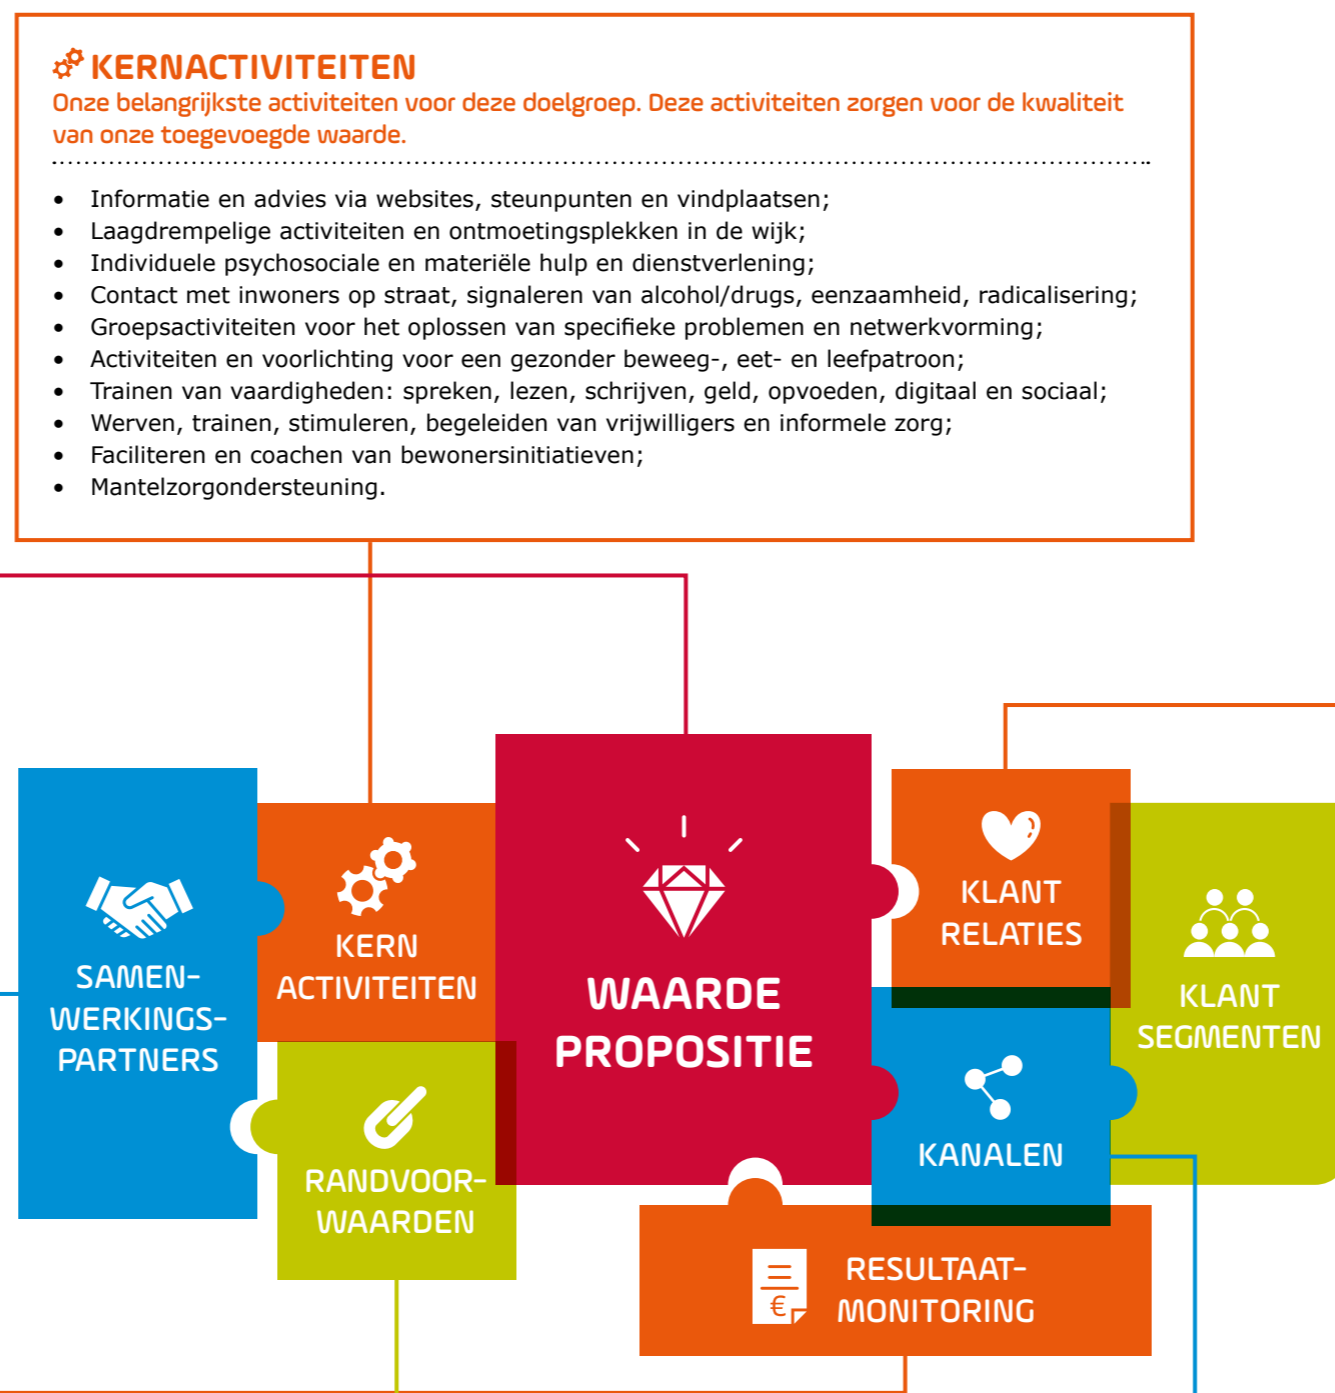 KERNACTIVITEITEN
Onze belangrijkste activiteiten voor deze doelgroep. Deze activiteiten zorgen voor de kwaliteit
van onze toegevoegde waarde.
• Informatie en advies via websites, steunpunten en vindplaatsen;
• Laagdrempelige activiteiten en ontmoetingsplekken in de wijk;
• Individuele psychosociale en materiële hulp en dienstverlening;
• Contact met inwoners op straat, signaleren van alcohol/drugs, eenzaamheid, radicalisering;
• Groepsactiviteiten voor het oplossen van specifieke problemen en netwerkvorming;
• Activiteiten en voorlichting voor een gezonder beweeg-, eet- en leefpatroon;
• Trainen van vaardigheden: spreken, lezen, schrijven, geld, opvoeden, digitaal en sociaal;
• Werven, trainen, stimuleren, begeleiden van vrijwilligers en informele zorg;
• Faciliteren en coachen van bewonersinitiatieven;
• Mantelzorgondersteuning.
SAMEN-
WERKINGS-
PARTNERS
KERN
ACTIVITEITEN
RANDVOOR-
WAARDEN
WAARDE
PROPOSITIE
KLANT
RELATIES
KANALEN
KLANT
SEGMENTEN
€
RESULTAAT-
MONITORING